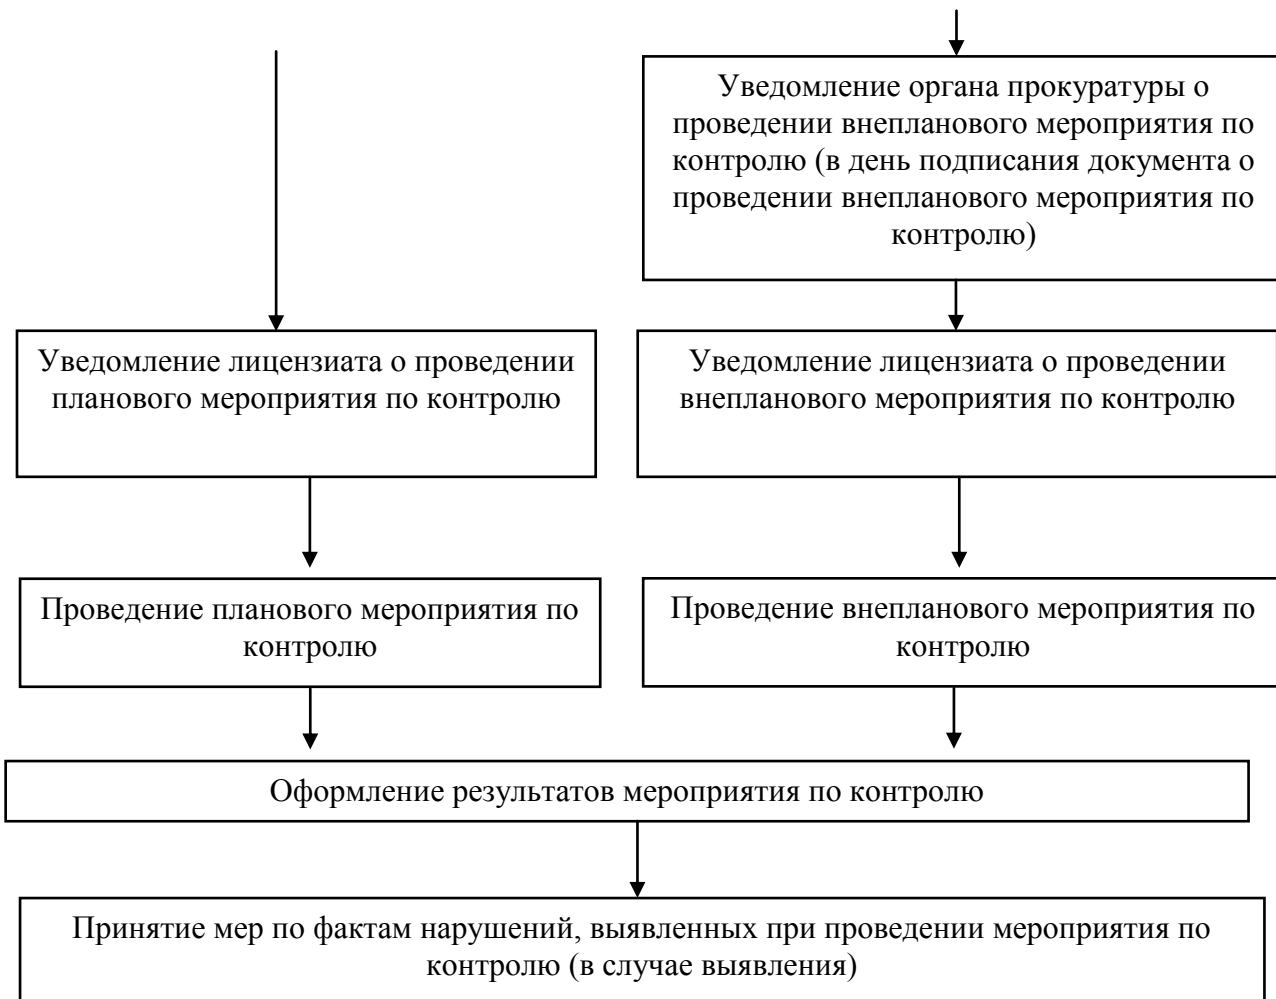 Уведомление органа прокуратуры о
проведении внепланового мероприятия по
контролю (в день подписания документа о
проведении внепланового мероприятия по
контролю)
Уведомление лицензиата о проведении
планового мероприятия по контролю
Уведомление лицензиата о проведении
внепланового мероприятия по контролю
Проведение планового мероприятия по
контролю
Проведение внепланового мероприятия по
контролю
Оформление результатов мероприятия по контролю
Принятие мер по фактам нарушений, выявленных при проведении мероприятия по
контролю (в случае выявления)